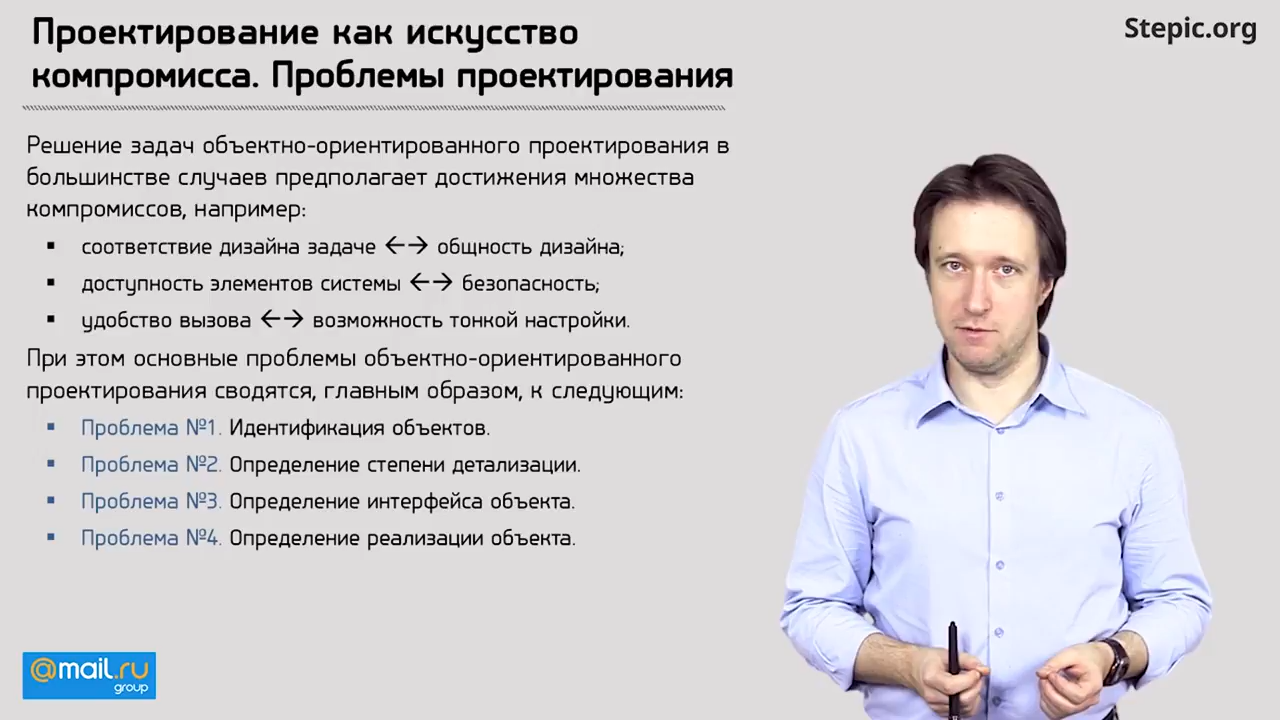 Проектирование как искусство
компромисса. Проблемы проектирования
Stepic.org
Решение задач объектно-ориентированного проектирования в
большинстве случаев предполагает достижения множества
компромиссов, например:
▪ соответствие дизайна задаче ←→ общность дизайна;
▪ доступность элементов системы ←→ безопасность;
▪ удобство вызова ←→ возможность тонкой настройки.
При этом основные проблемы объектно-ориентированного
проектирования сводятся, главным образом, к следующим:
▪ Проблема №1. Идентификация объектов.
▪ Проблема №2. Определение степени детализации.
▪ Проблема №3. Определение интерфейса объекта.
▪ Проблема №4. Определение реализации объекта.
@mail.ru
group